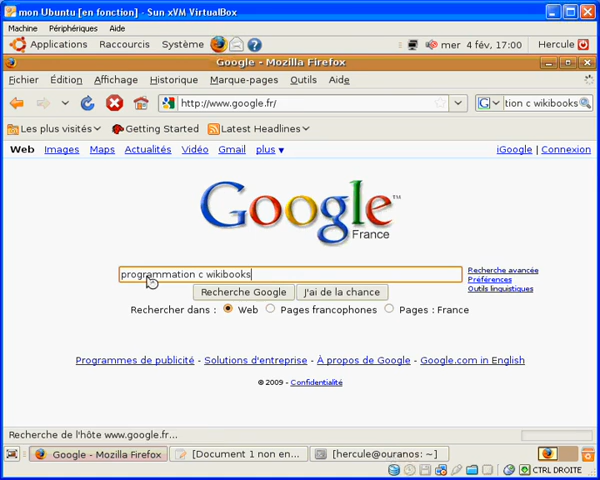 mon Ubuntu [en fonction] - Sun xVM VirtualBox
Machine Périphériques Aide
Applications Raccourcis Système mer 4 fév, 17:00 Hercule
Google - Mozilla Firefox
Fichier Édition Affichage Historique Marque-pages Outils Aide
http://www.google.fr/ G tion c wikibooks
Les plus visités Getting Started Latest Headlines
Web Images Maps Actualités Vidéo Gmail plus ▼ iGoogle | Connexion
Google™
France
programmation c wikibooks
Recherche avancée
Préférences
Outils linguistiques
Recherche Google J'ai de la chance
Rechercher dans : Web Pages francophones Pages : France
Programmes de publicité - Solutions d'entreprise - À propos de Google - Google.com in English
© 2009 - Confidentialité
Recherche de l'hôte www.google.fr...
Google - Mozilla Firefox [Document 1 non en... [hercule@ouranos: ~]
CTRL DROITE